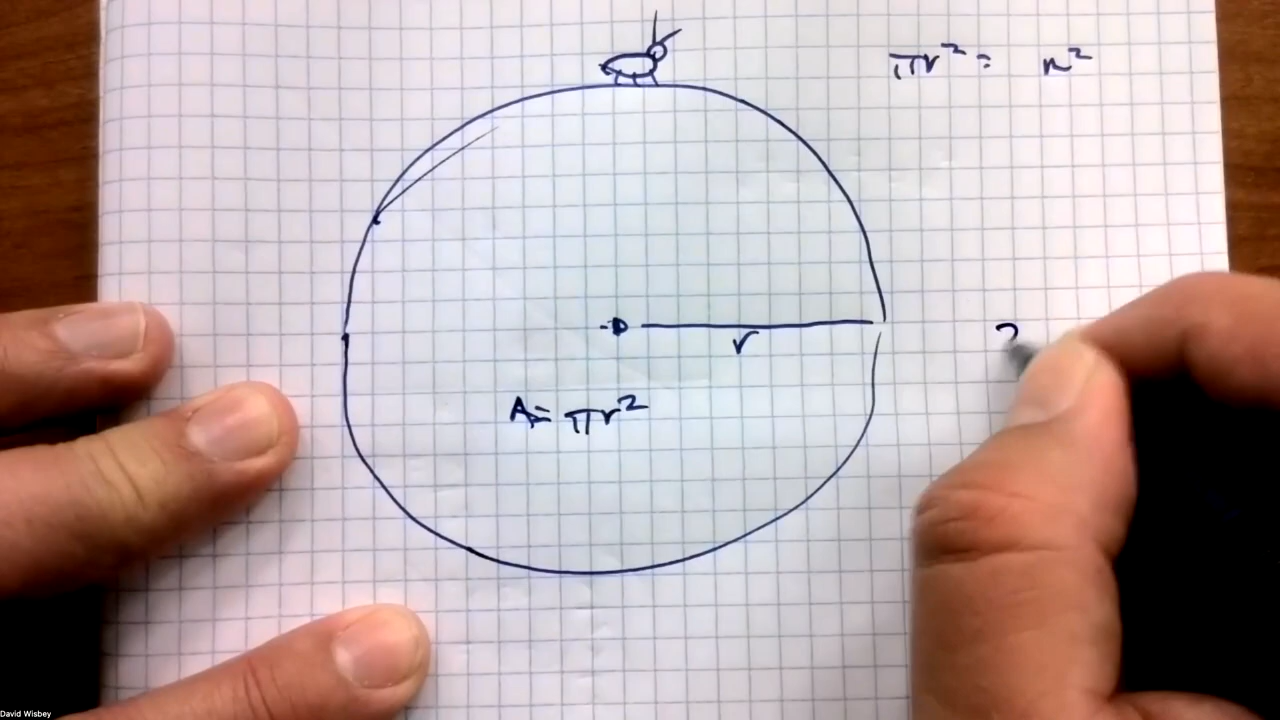 πr² = n²
r
A = πr²
?
David Wisbey